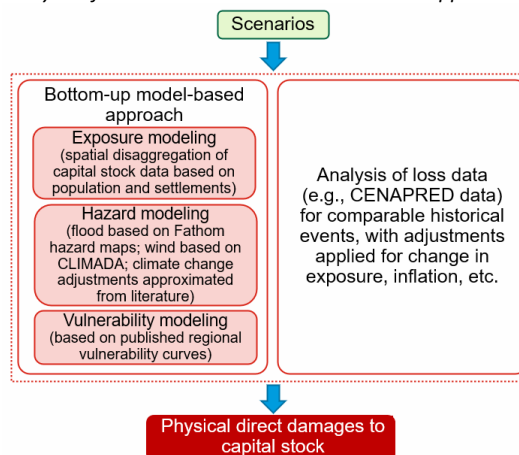 Scenarios
Bottom-up model-based
approach
Exposure modeling
(spatial disaggregation of
capital stock data based on
population and settlements)
Hazard modeling
(flood based on Fathom
hazard maps; wind based on
CLIMADA; climate change
adjustments approximated
from literature)
Vulnerability modeling
(based on published regional
vulnerability curves)
Analysis of loss data
(e.g., CENAPRED data)
for comparable historical
events, with adjustments
applied for change in
exposure, inflation, etc.
Physical direct damages to
capital stock